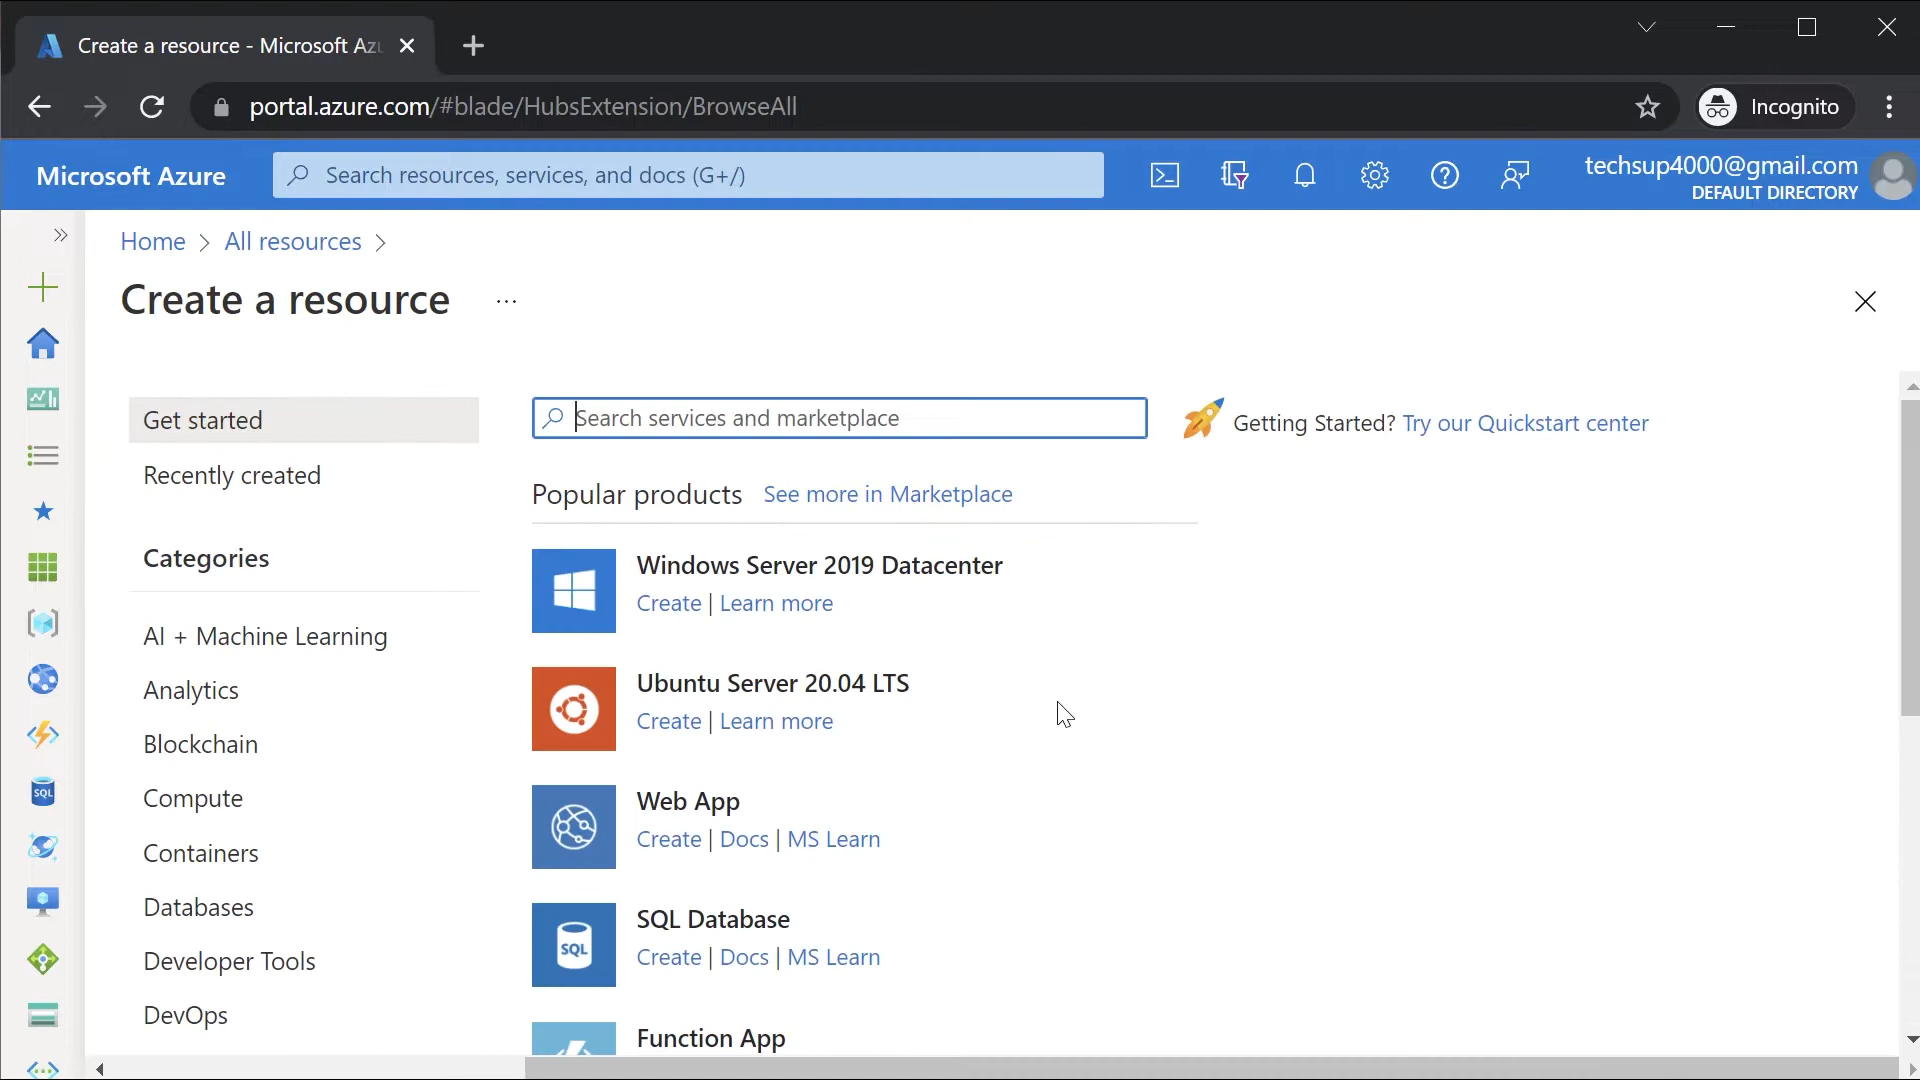 Create a resource - Microsoft Azu
portal.azure.com/#blade/HubsExtension/BrowseAll
Incognito
Microsoft Azure
Search resources, services, and docs (G+/)
techsup4000@gmail.com
DEFAULT DIRECTORY
Home > All resources >
Create a resource ...
Get started
Recently created
Categories
AI + Machine Learning
Analytics
Blockchain
Compute
Containers
Databases
Developer Tools
DevOps
Search services and marketplace
Getting Started? Try our Quickstart center
Popular products See more in Marketplace
Windows Server 2019 Datacenter
Create | Learn more
Ubuntu Server 20.04 LTS
Create | Learn more
Web App
Create | Docs | MS Learn
SQL
SQL Database
Create | Docs | MS Learn
Function App
SQL